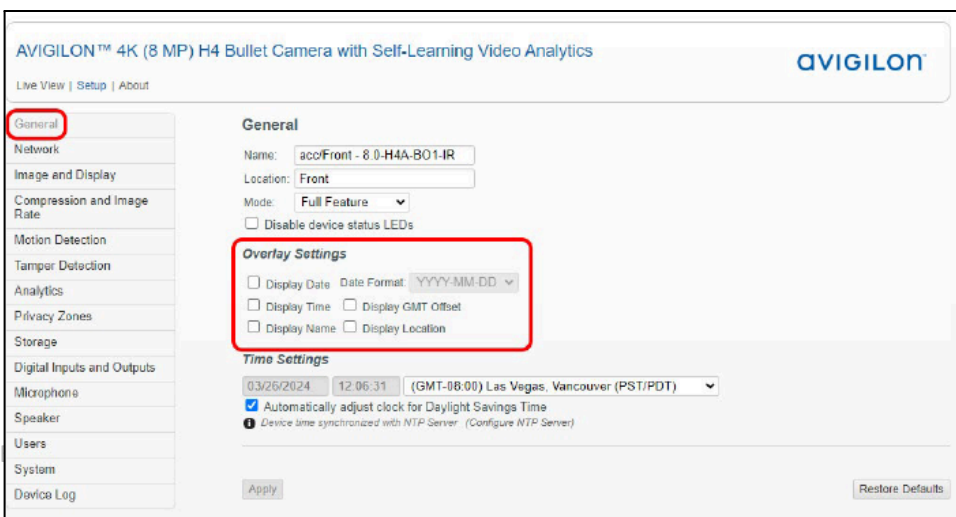 AVIGILON™ 4K (8 MP) H4 Bullet Camera with Self-Learning Video Analytics
aVIGILON
Live View | Setup | About
General
Network
Image and Display
Compression and Image
Rate
Motion Detection
Tamper Detection
Analytics
Privacy Zones
Storage
Digital Inputs and Outputs
Microphone
Speaker
Users
System
Device Log
General
Name: acc/Front - 8.0-H4A-BO1-IR
Location: Front
Mode: Full Feature
Disable device status LEDs
Overlay Settings
Display Date Date Format: YYYY-MM-DD
Display Time Display GMT Offset
Display Name Display Location
Time Settings
03/26/2024 12:06:31 (GMT-08:00) Las Vegas, Vancouver (PST/PDT)
Automatically adjust clock for Daylight Savings Time
Device time synchronized with NTP Server (Configure NTP Server)
Apply
Restore Defaults